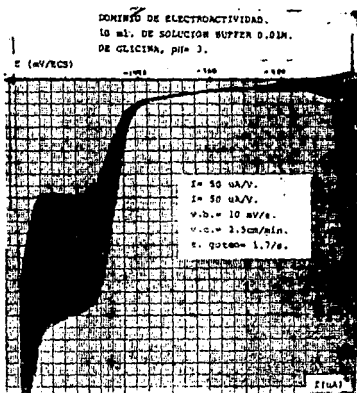 DOMINIO DE ELECTROACTIVIDAD.
10 ml. DE SOLUCION BUFFER 0.01M.
DE GLICINA, pH= 3.
E (mV/ECS)
I= 50 uA/V.
I= 50 uA/V.
v.b.= 10 mV/s.
v.c.= 2.5cm/min.
t. goteo= 1.7/s.
I(uA)